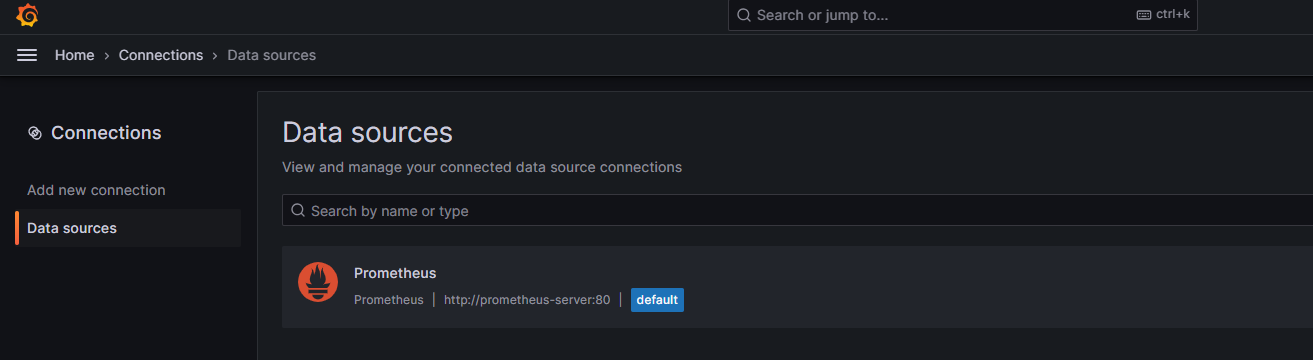 Search or jump to... ctrl+k
Home › Connections › Data sources
Connections
Add new connection
Data sources
Data sources
View and manage your connected data source connections
Search by name or type
Prometheus
Prometheus | http://prometheus-server:80 | default